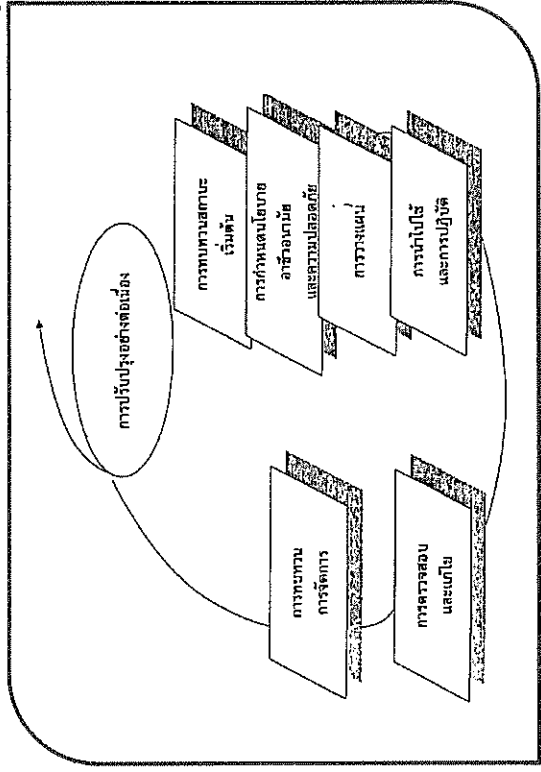 การปรับปรุงอย่างต่อเนื่อง
การทบทวนสถานะ
เริ่มต้น
การกำหนดนโยบาย
อาชีวอนามัย
และความปลอดภัย
การวางแผน
การนำไปใช้
และการปฏิบัติ
การตรวจสอบ
และแก้ไข
การทบทวน
การจัดการ